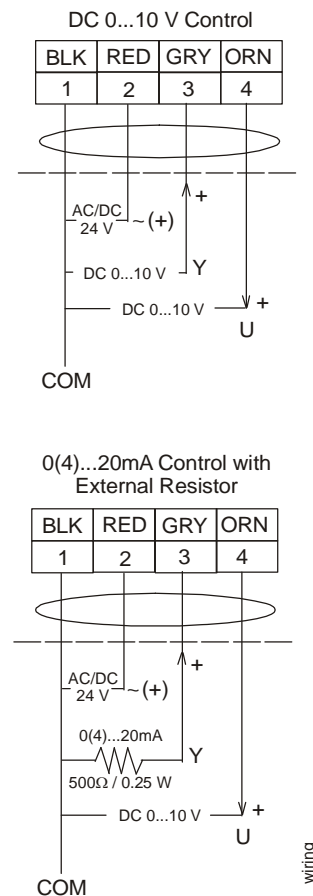 DC 0...10 V Control
BLK RED GRY ORN
1 2 3 4
+
AC/DC
24 V ~(+)
DC 0...10 V Y
DC 0...10 V +
U
COM
0(4)...20mA Control with
External Resistor
BLK RED GRY ORN
1 2 3 4
+
AC/DC
24 V ~(+)
0(4)...20mA
Y
500Ω / 0.25 W
DC 0...10 V +
U
COM
wiring